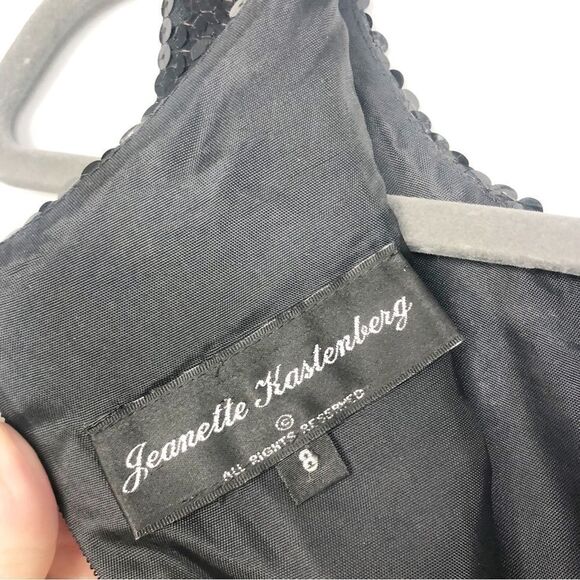 Jeanette Kastenberg
©
ALL RIGHTS RESERVED
8